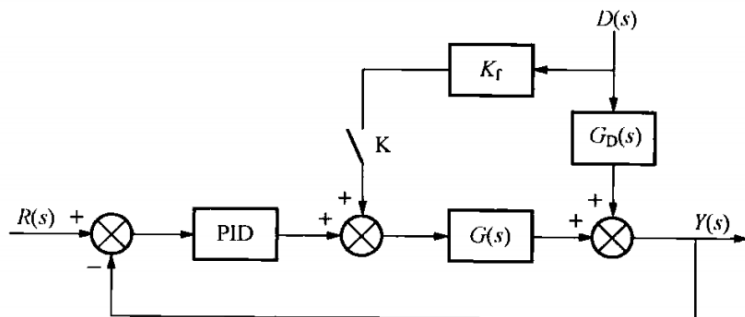 D(s)
K_f
K
G_D(s)
+
+
R(s) + PID + G(s) + Y(s)
−